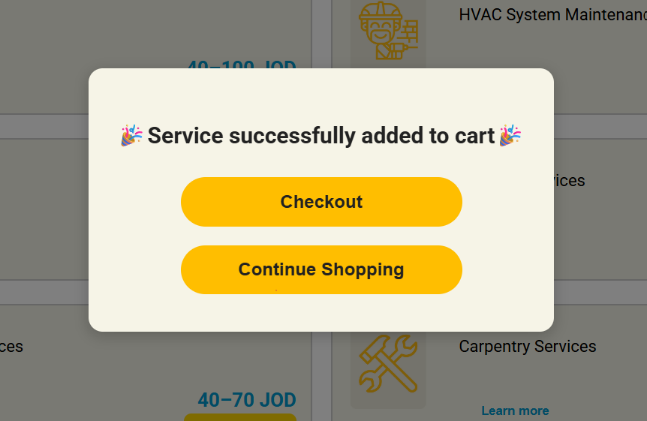 HVAC System Maintenanc
40–100 JOD
🎉 Service successfully added to cart 🎉
Checkout
vices
Continue Shopping
ces
Carpentry Services
40–70 JOD
Learn more